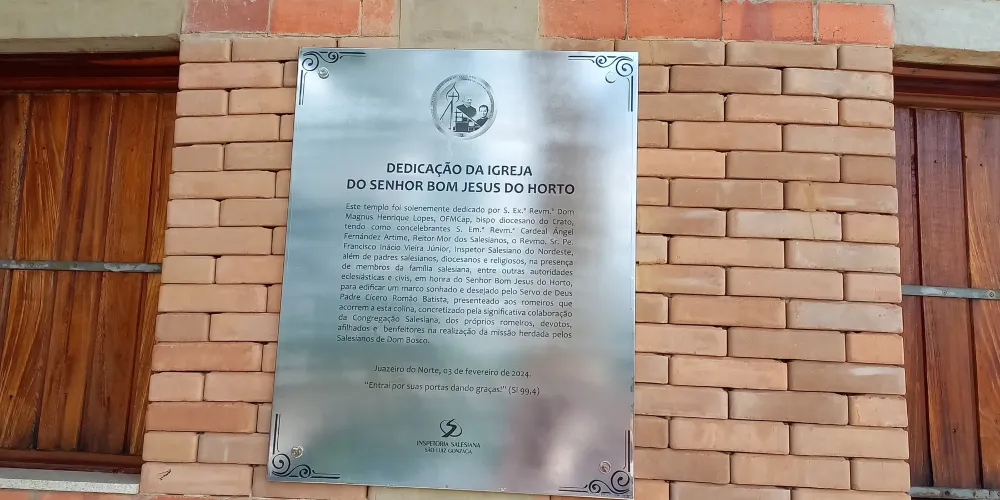 DEDICAÇÃO DA IGREJA
DO SENHOR BOM JESUS DO HORTO
Este templo foi solenemente dedicado por S. Ex.ª Revm.ª Dom
Magnus Henrique Lopes, OFMCap, bispo diocesano do Crato,
tendo como concelebrantes S. Em.ª Revm.ª Cardeal Ángel
Fernández Artime, Reitor Mor dos Salesianos, o Revmo. Sr. Pe.
Francisco Inácio Vieira Júnior, Inspetor Salesiano do Nordeste,
além de padres salesianos, diocesanos e religiosos, na presença
de membros da família salesiana, entre outras autoridades
eclesiásticas e civis, em honra do Senhor Bom Jesus do Horto,
para edificar um marco sonhado e desejado pelo Servo de Deus
Padre Cícero Romão Batista, presenteado aos romeiros que
acorrem a esta colina, concretizado pela significativa colaboração
da Congregação Salesiana, dos próprios romeiros, devotos,
afilhados e benfeitores na realização da missão herdada pelos
Salesianos de Dom Bosco.
Juazeiro do Norte, 03 de fevereiro de 2024.
"Entrai por suas portas dando graças!" (Sl 99,4)
INSPETORIA SALESIANA
SÃO LUIZ GONZAGA